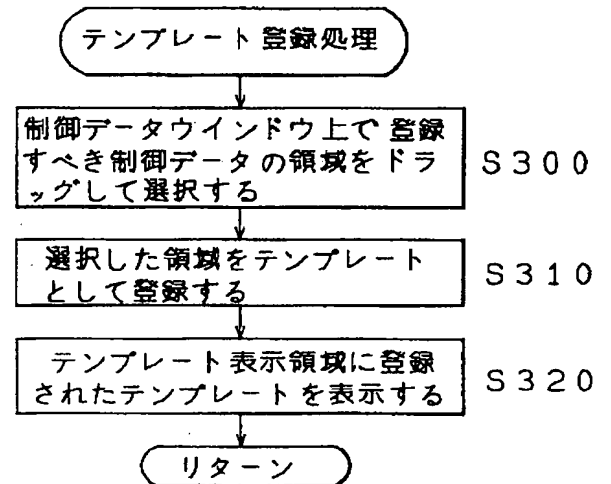 テンプレート登録処理
制御データウインドウ上で登録
すべき制御データの領域をドラ
ッグして選択する
S300
選択した領域をテンプレート
として登録する
S310
テンプレート表示領域に登録
されたテンプレートを表示する
S320
リターン